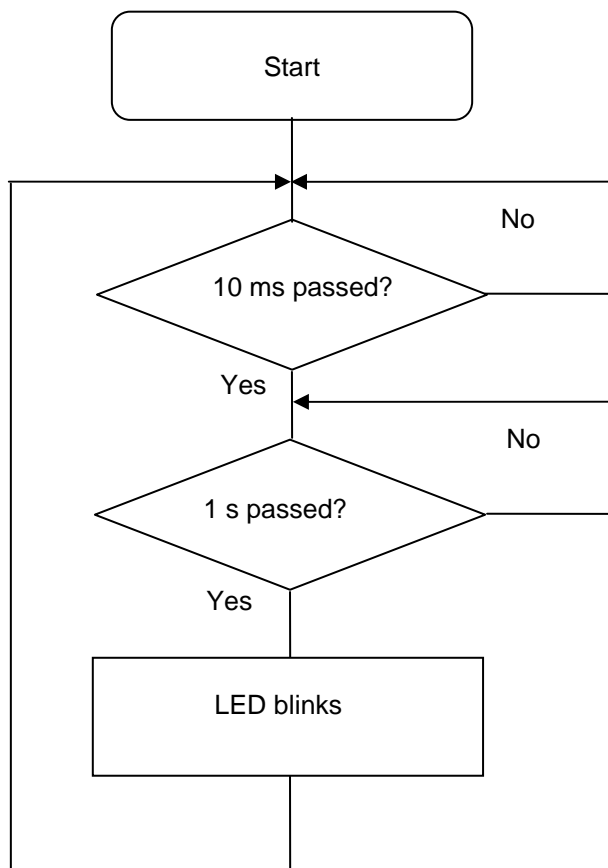 Start
No
10 ms passed?
Yes
No
1 s passed?
Yes
LED blinks